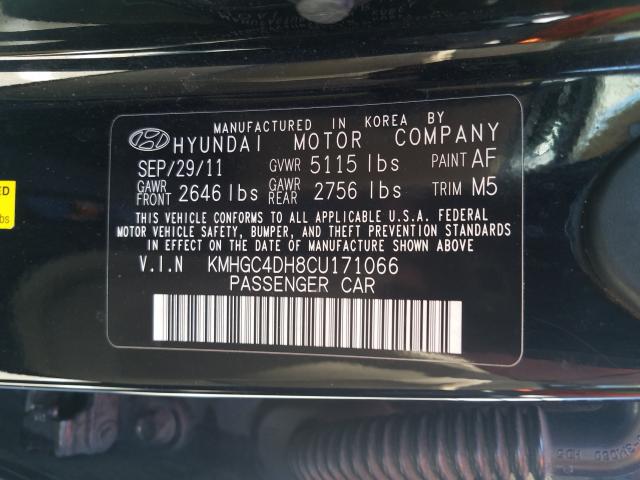 MANUFACTURED IN KOREA BY
HYUNDAI MOTOR COMPANY
SEP/29/11 GVWR 5115 lbs PAINT AF
GAWR FRONT 2646 lbs GAWR REAR 2756 lbs TRIM M5
THIS VEHICLE CONFORMS TO ALL APPLICABLE U.S.A. FEDERAL
MOTOR VEHICLE SAFETY, BUMPER, AND THEFT PREVENTION STANDARDS
IN EFFECT ON THE DATE OF MANUFACTURE SHOWN ABOVE
V.I.N KMHGC4DH8CU171066
PASSENGER CAR
bs